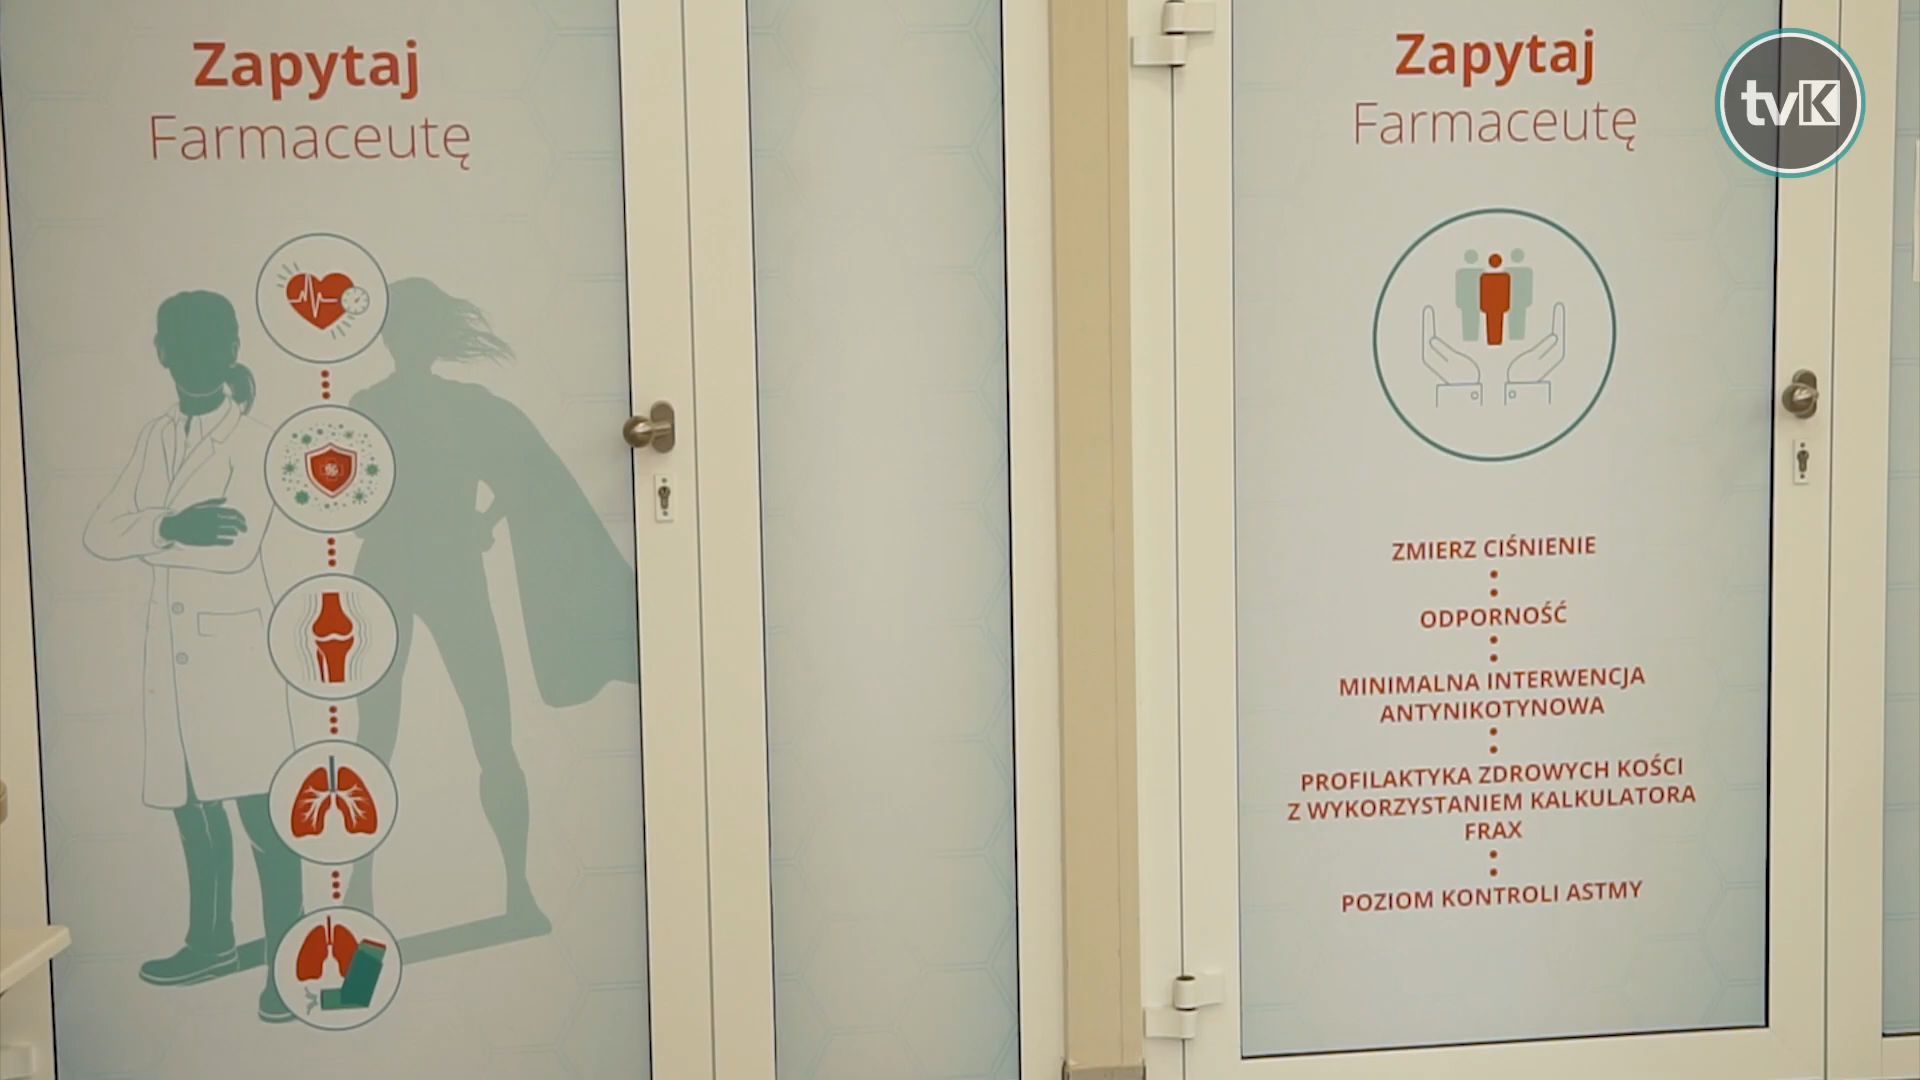 Zapytaj
Farmaceutę
Zapytaj
Farmaceutę
ZMIERZ CIŚNIENIE
ODPORNOŚĆ
MINIMALNA INTERWENCJA
ANTYNIKOTYNOWA
PROFILAKTYKA ZDROWYCH KOŚCI
Z WYKORZYSTANIEM KALKULATORA
FRAX
POZIOM KONTROLI ASTMY
tvK